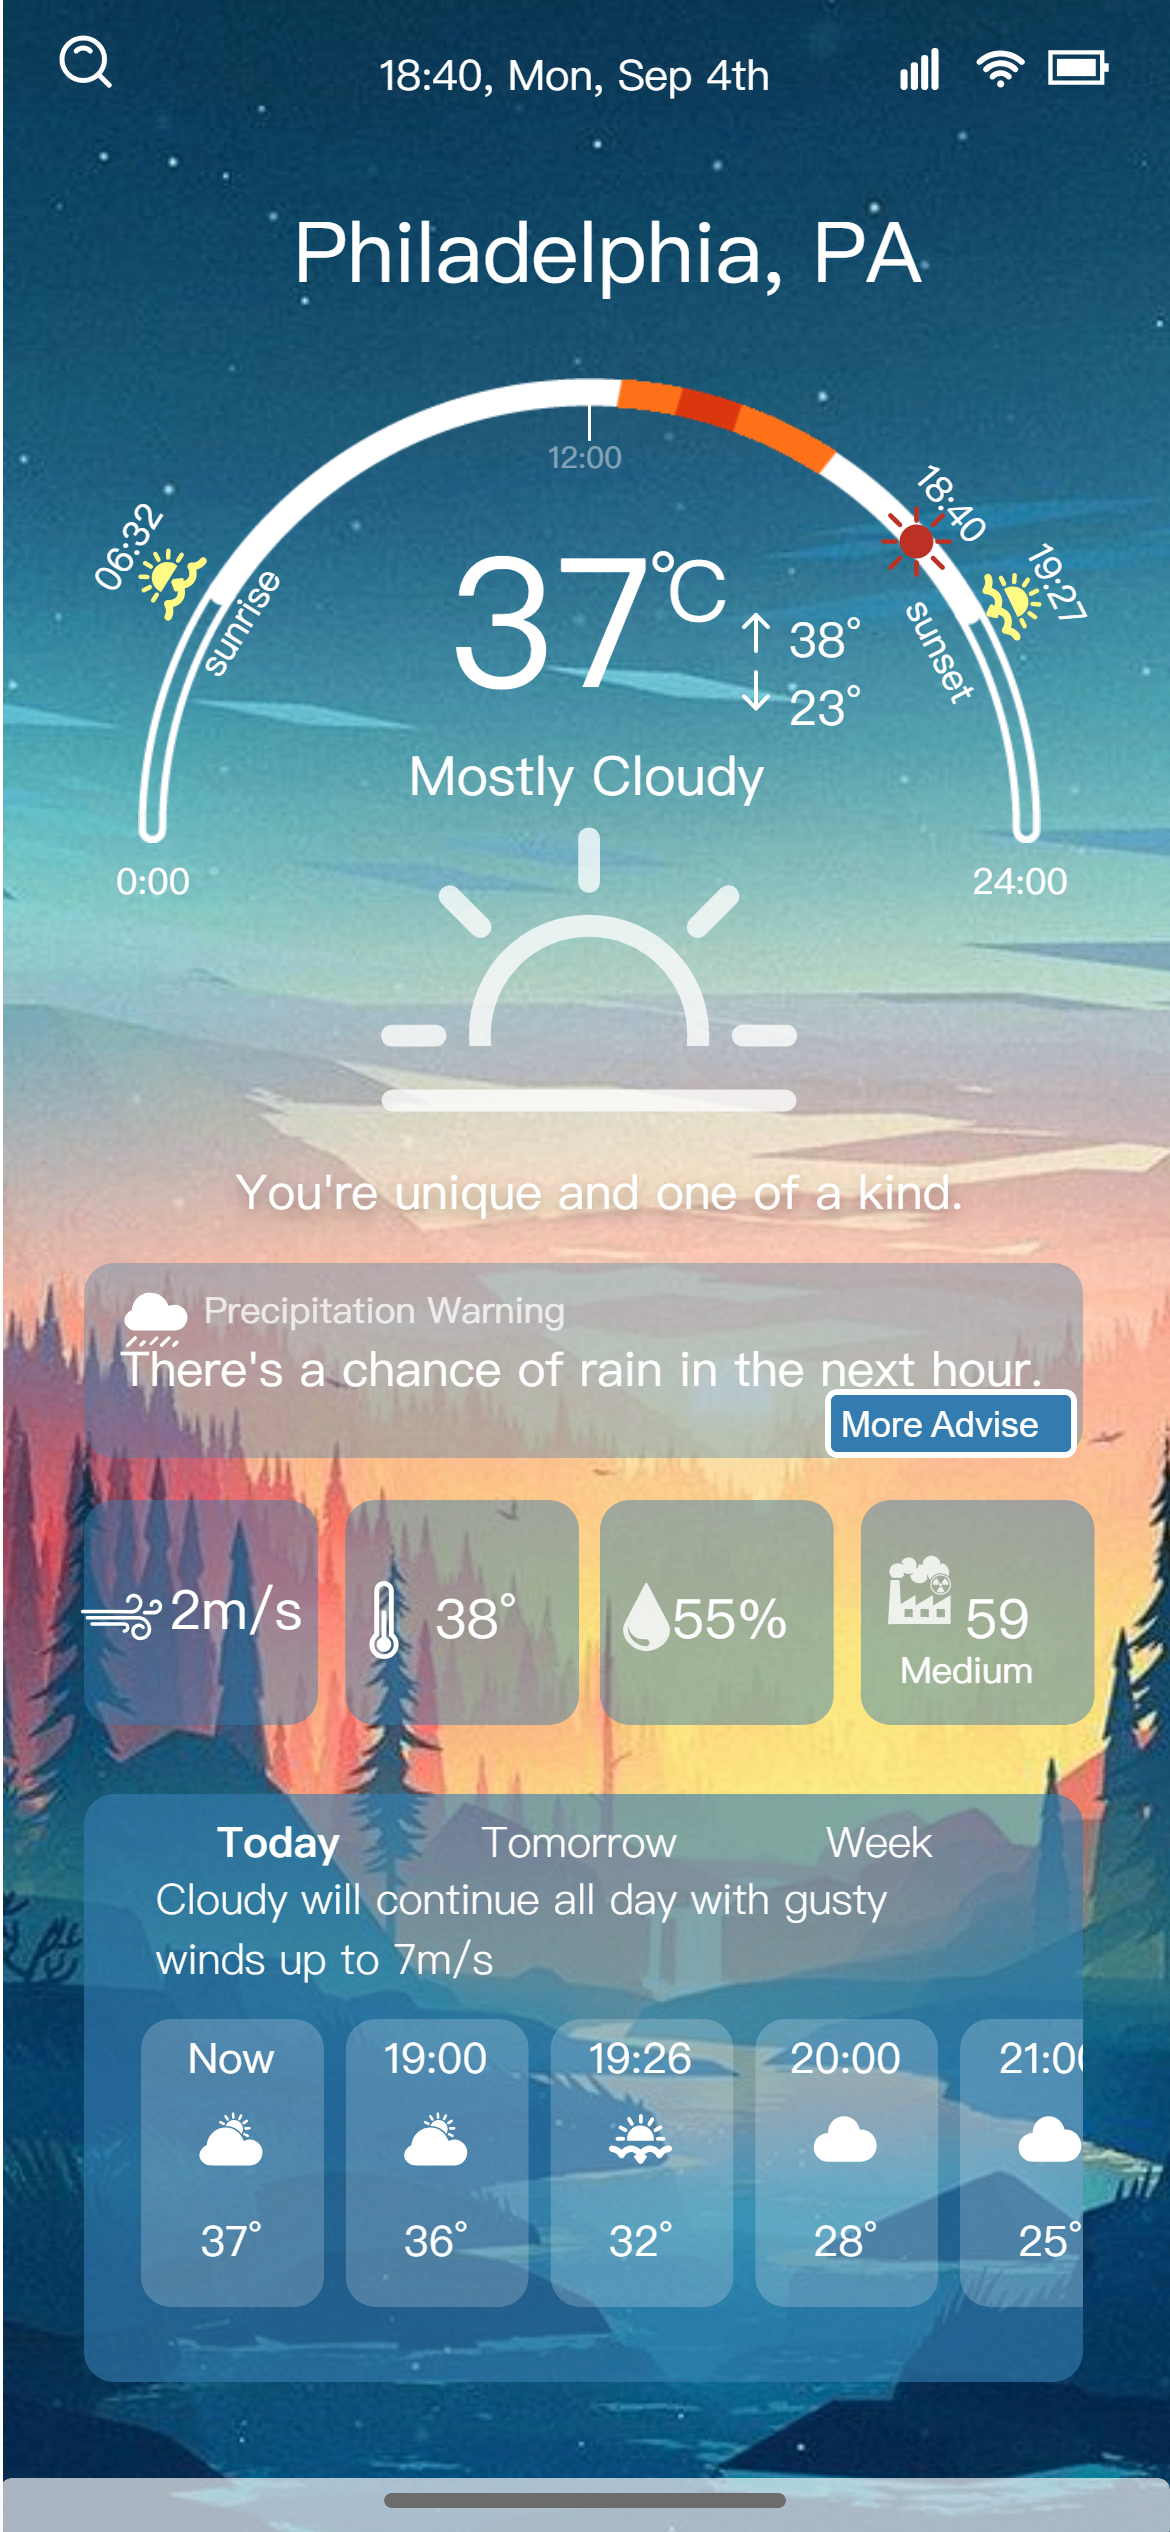 18:40, Mon, Sep 4th
Philadelphia, PA
12:00
06:32
sunrise
18:40
19:27
sunset
37℃
↑ 38°
↓ 23°
Mostly Cloudy
0:00
24:00
You're unique and one of a kind.
Precipitation Warning
There's a chance of rain in the next hour.
More Advise
2m/s
38°
55%
59
Medium
Today Tomorrow Week
Cloudy will continue all day with gusty
winds up to 7m/s
Now 19:00 19:26 20:00 21:00
37° 36° 32° 28° 25°